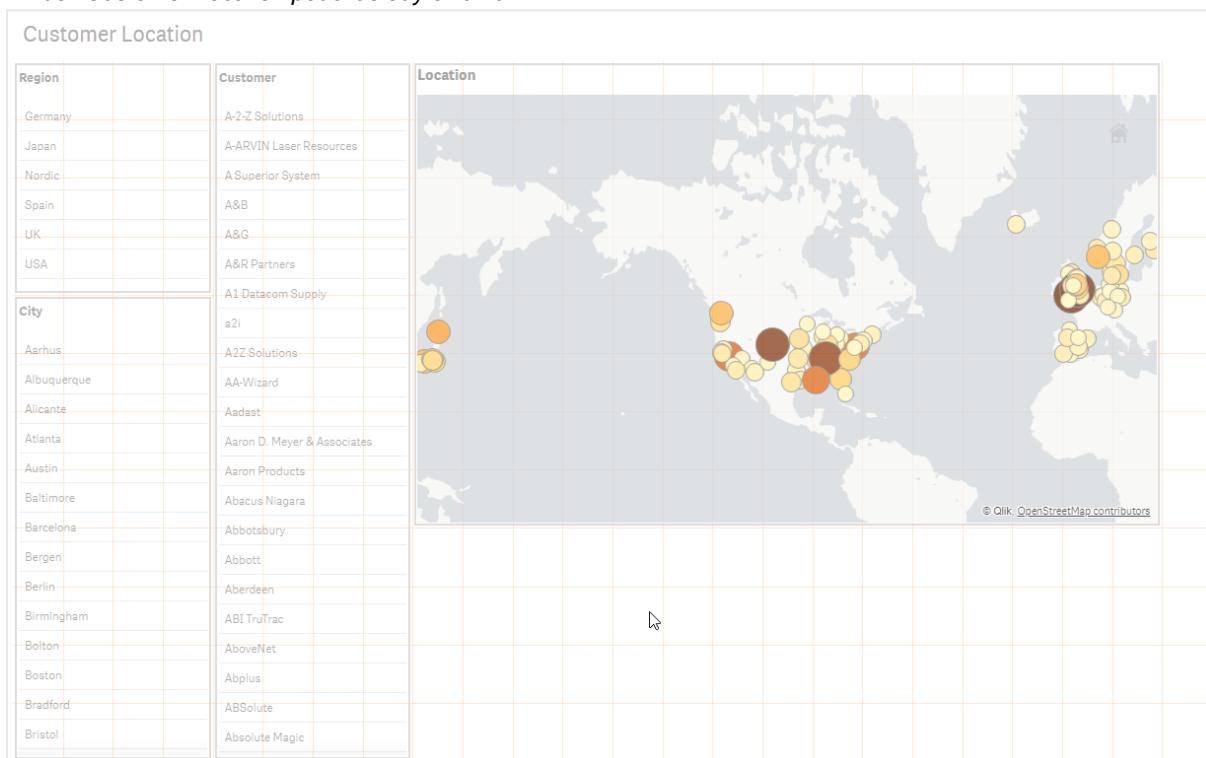 Customer Location
Region
Germany
Japan
Nordic
Spain
UK
USA
City
Aarhus
Albuquerque
Alicante
Atlanta
Austin
Baltimore
Barcelona
Bergen
Berlin
Birmingham
Bolton
Boston
Bradford
Bristol
Customer
A-2-Z Solutions
A-ARVIN Laser Resources
A Superior System
A&B
A&G
A&R Partners
A1 Datacom Supply
a2i
A2Z Solutions
AA-Wizard
Aadast
Aaron D. Meyer & Associates
Aaron Products
Abacus Niagara
Abbotsbury
Abbott
Aberdeen
ABI TruTrac
AboveNet
Abplus
ABSolute
Absolute Magic
Location
© Qlik, OpenStreetMap contributors